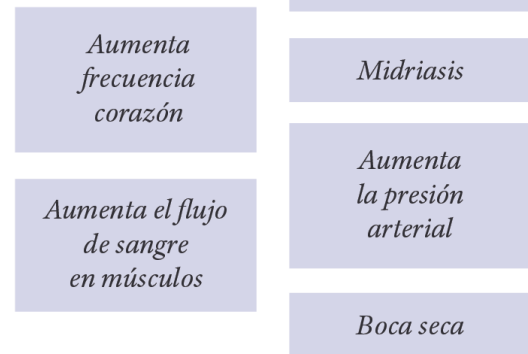 Aumenta
frecuencia
corazón
Aumenta el flujo
de sangre
en músculos
Midriasis
Aumenta
la presión
arterial
Boca seca